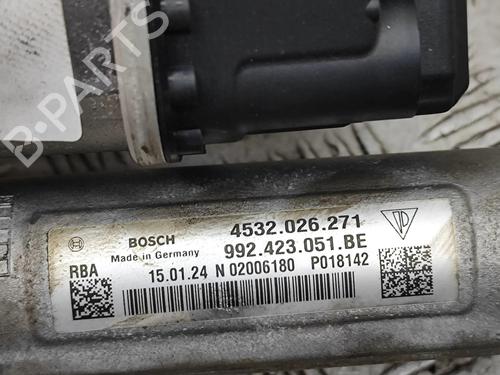 B-PARTS
BOSCH
Made in Germany
4532.026.271
992.423.051.BE
RBA
15.01.24 N 02006180 P018142